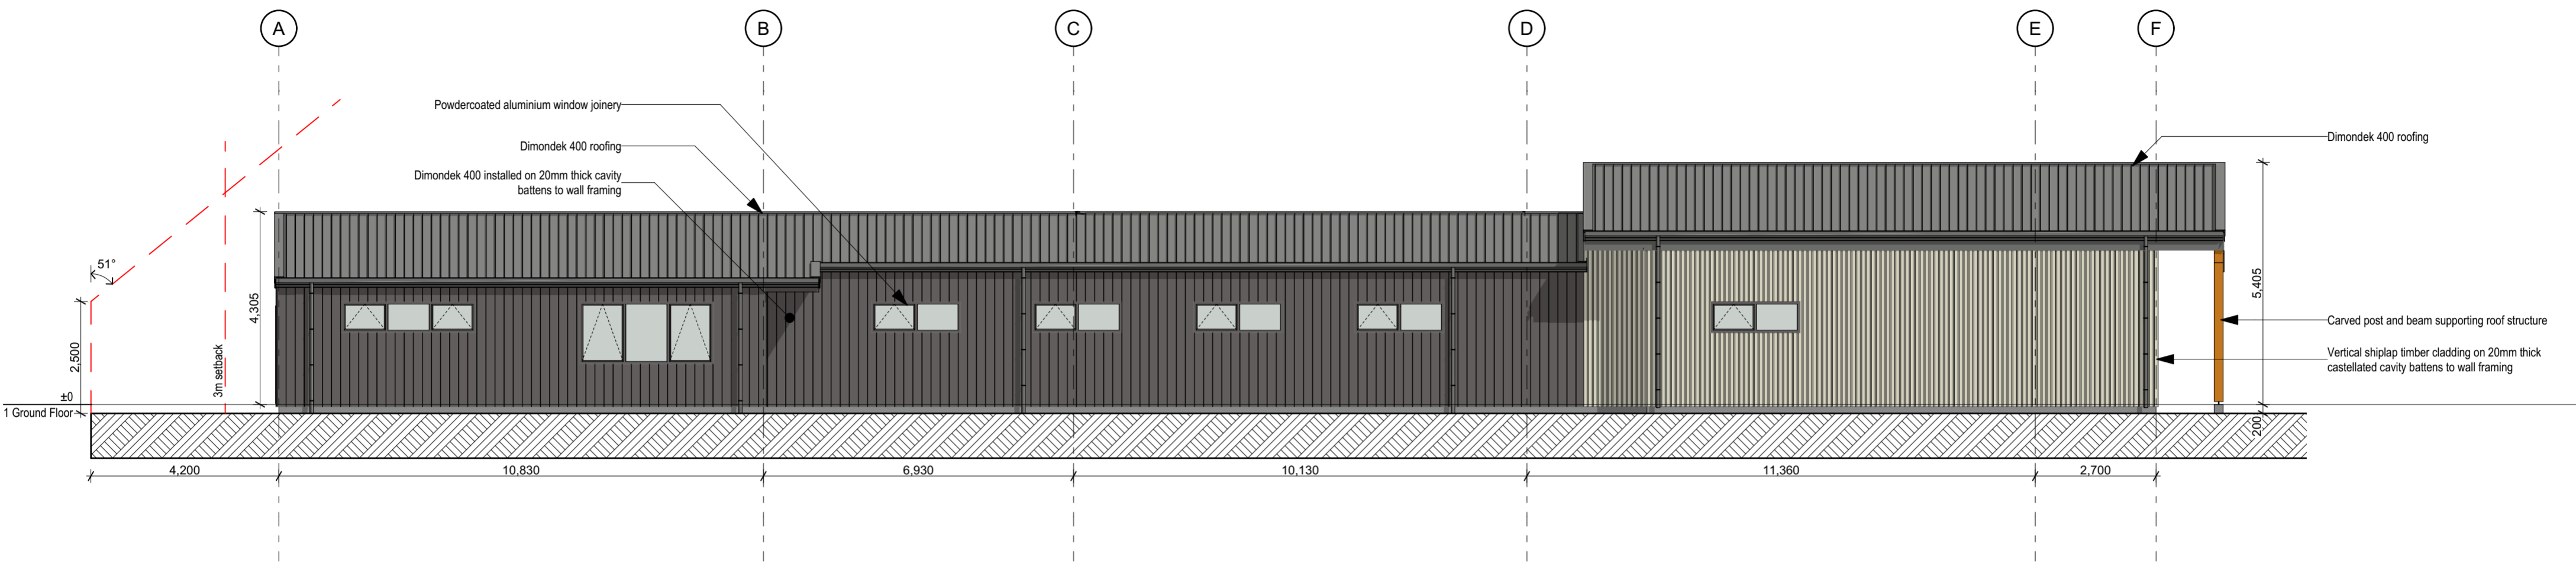 A
B
C
D
E
F
Powdercoated aluminium window joinery
Dimondek 400 roofing
Dimondek 400 roofing
Dimondek 400 installed on 20mm thick cavity
battens to wall framing
51°
4,305
5,405
2,500
3m setback
Carved post and beam supporting roof structure
Vertical shiplap timber cladding on 20mm thick
castellated cavity battens to wall framing
±0
1 Ground Floor
200
4,200
10,830
6,930
10,130
11,360
2,700